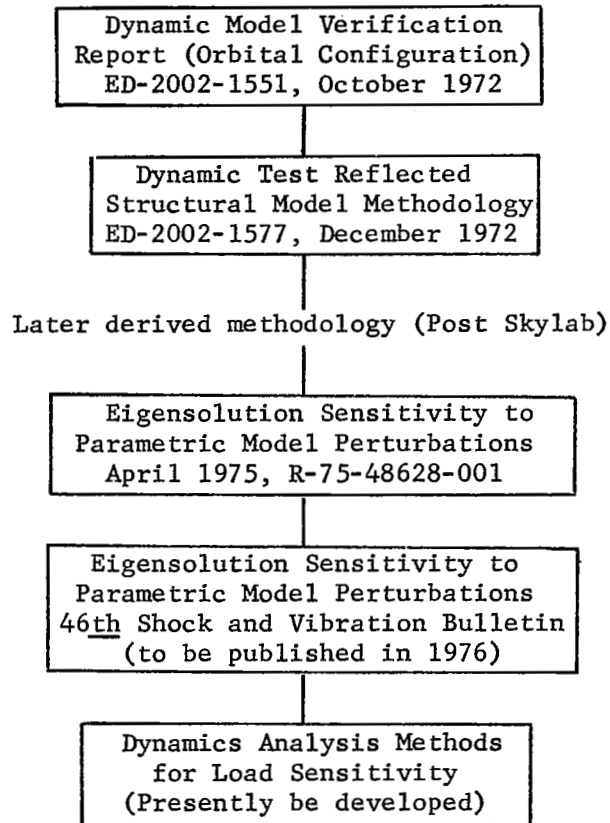 Dynamic Model Verification
Report (Orbital Configuration)
ED-2002-1551, October 1972
Dynamic Test Reflected
Structural Model Methodology
ED-2002-1577, December 1972
Later derived methodology (Post Skylab)
Eigensolution Sensitivity to
Parametric Model Perturbations
April 1975, R-75-48628-001
Eigensolution Sensitivity to
Parametric Model Perturbations
46th Shock and Vibration Bulletin
(to be published in 1976)
Dynamics Analysis Methods
for Load Sensitivity
(Presently be developed)